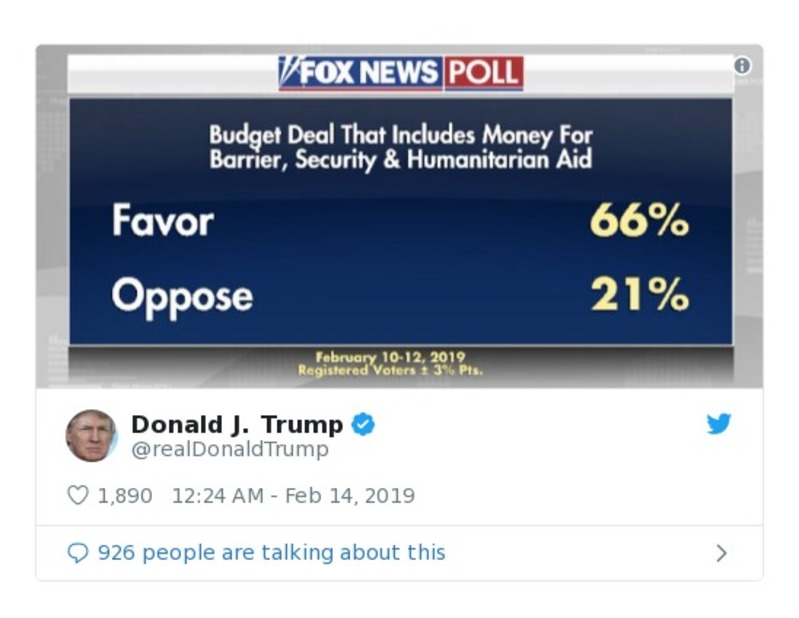 FOX NEWS POLL
Budget Deal That Includes Money For
Barrier, Security & Humanitarian Aid
Favor 66%
Oppose 21%
February 10-12, 2019
Registered Voters ± 3% Pts.
Donald J. Trump
@realDonaldTrump
1,890 12:24 AM - Feb 14, 2019
926 people are talking about this